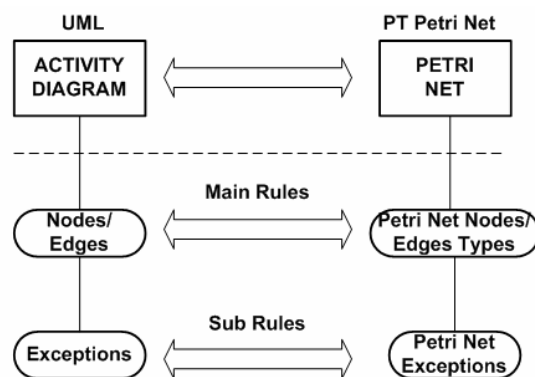 UML
PT Petri Net
ACTIVITY
DIAGRAM
PETRI
NET
Main Rules
Nodes/
Edges
Petri Net Nodes/
Edges Types
Sub Rules
Exceptions
Petri Net
Exceptions